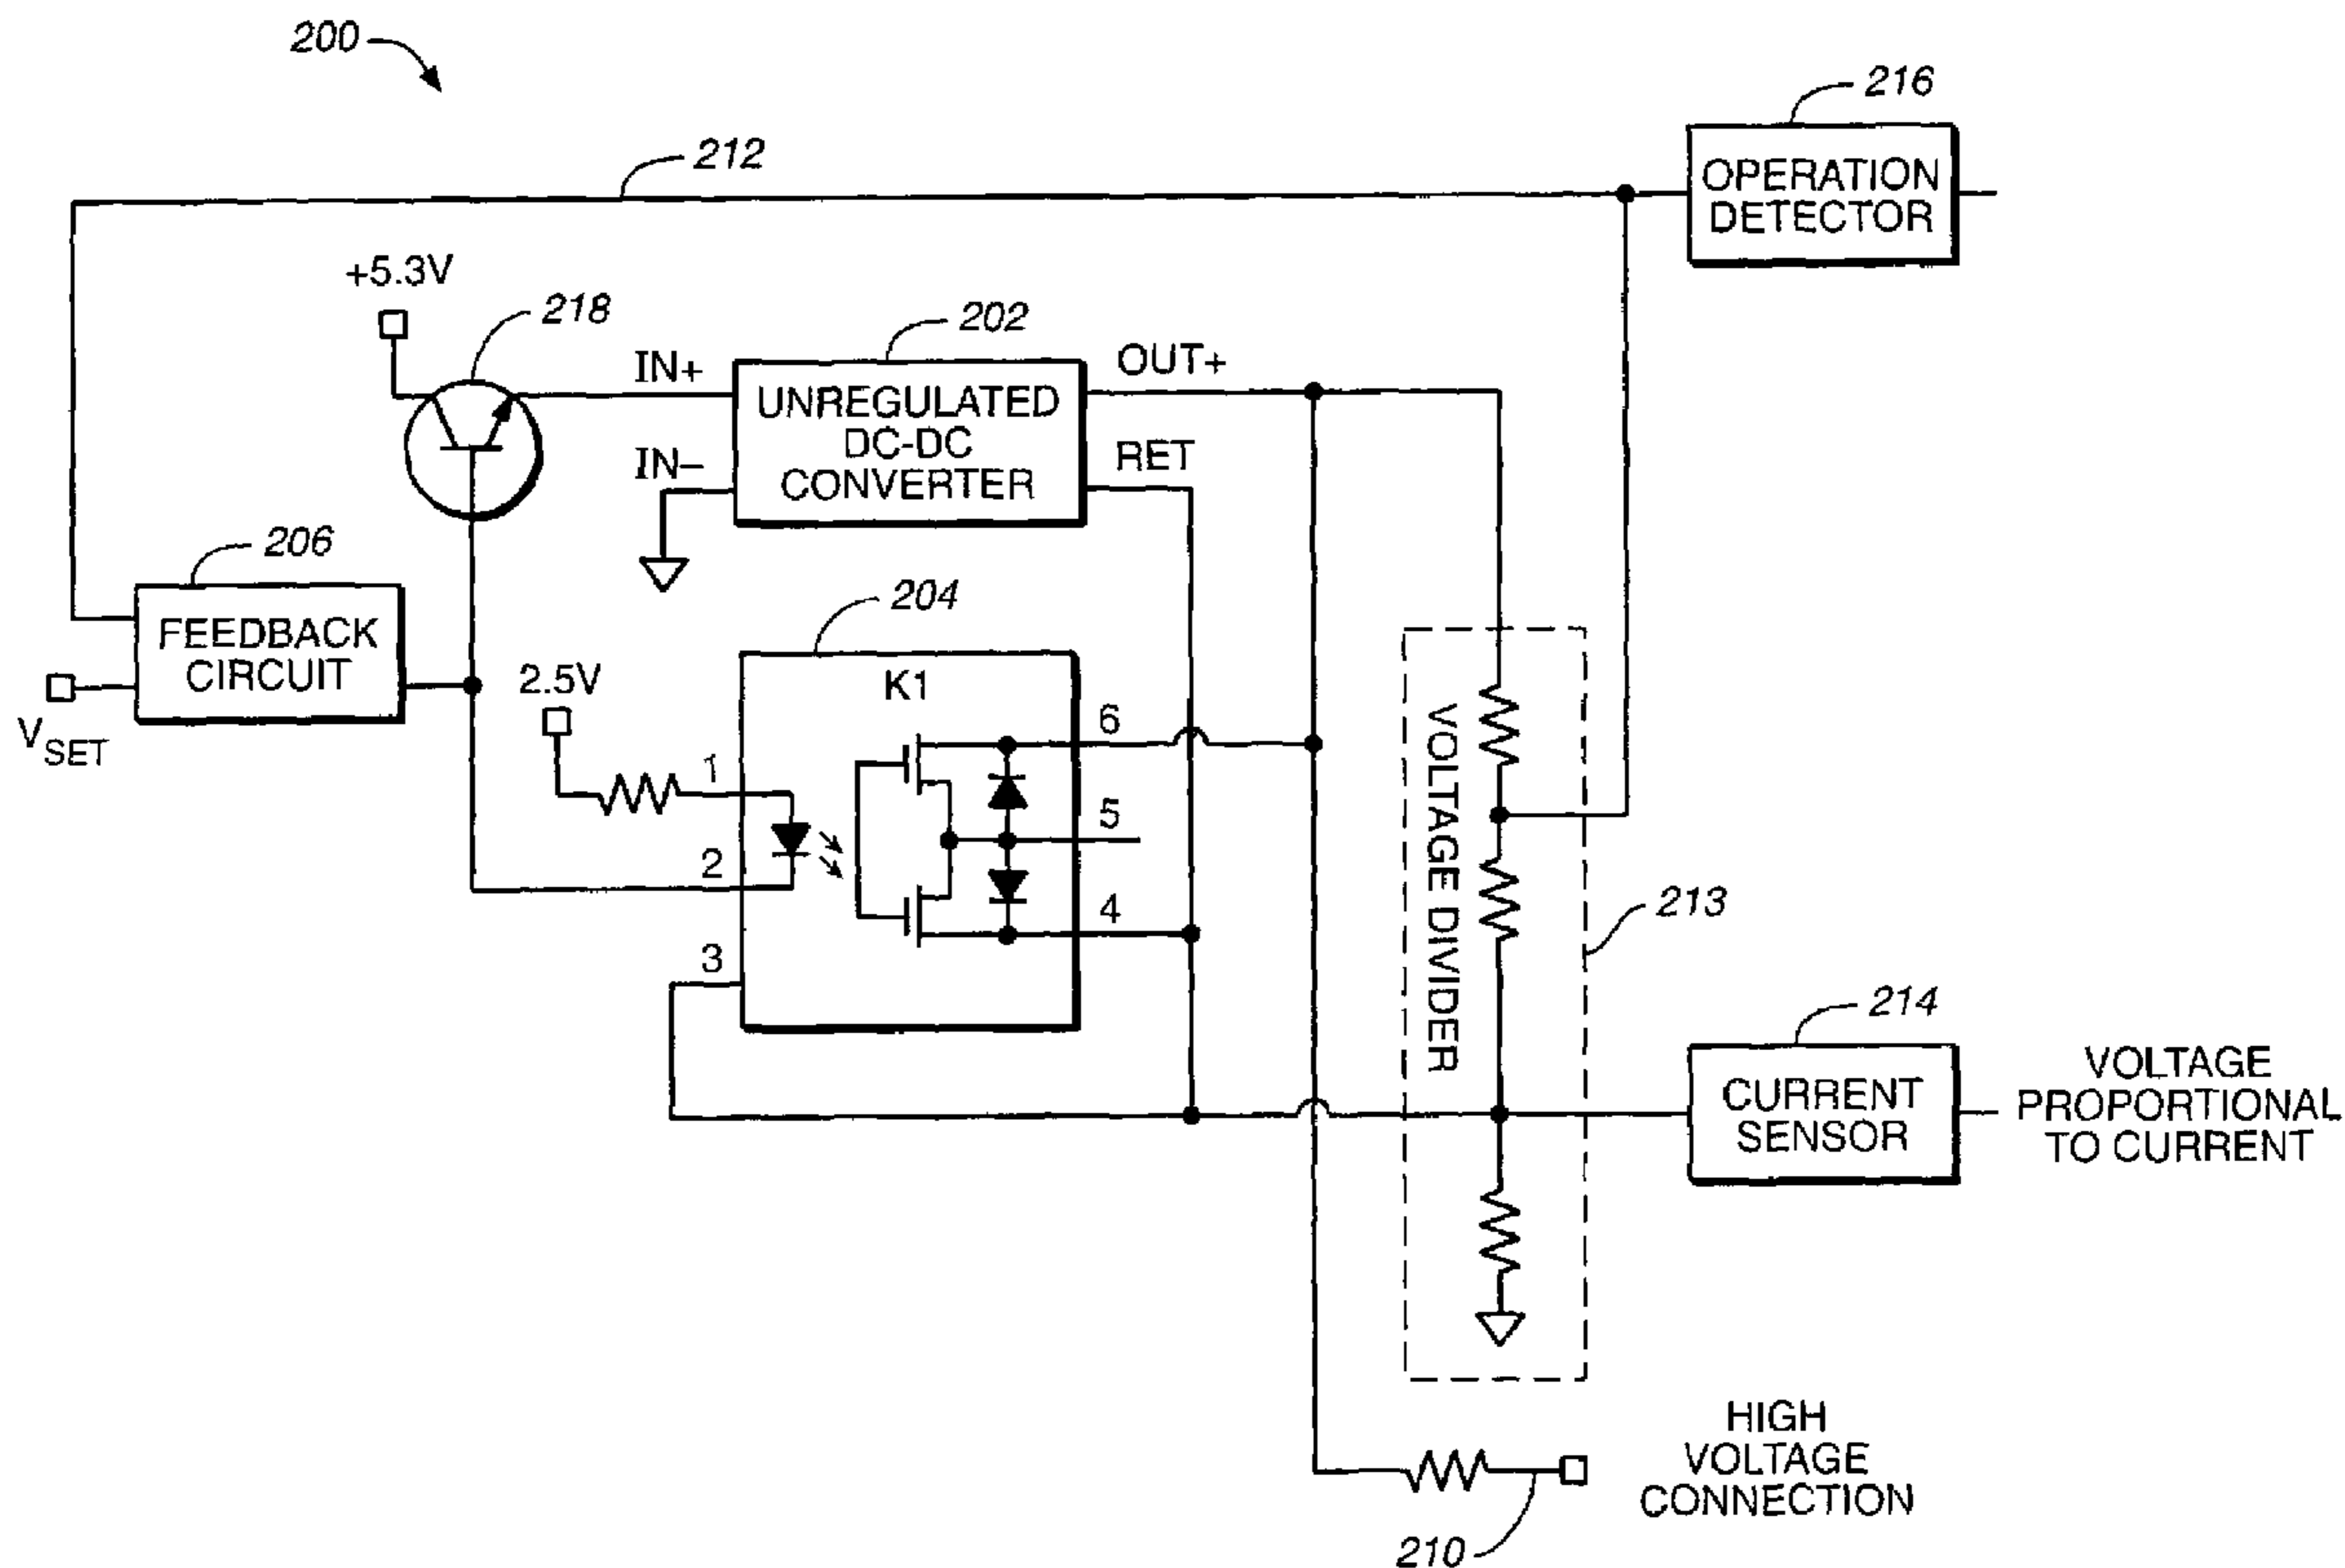 200
216
OPERATION
DETECTOR
212
+5.3V
218
202
IN+
OUT+
UNREGULATED
DC-DC
CONVERTER
IN–
RET
206
FEEDBACK
CIRCUIT
VSET
204
2.5V
K1
1
2
3
6
5
4
VOLTAGE DIVIDER
213
214
CURRENT
SENSOR
VOLTAGE
PROPORTIONAL
TO CURRENT
HIGH
VOLTAGE
CONNECTION
210